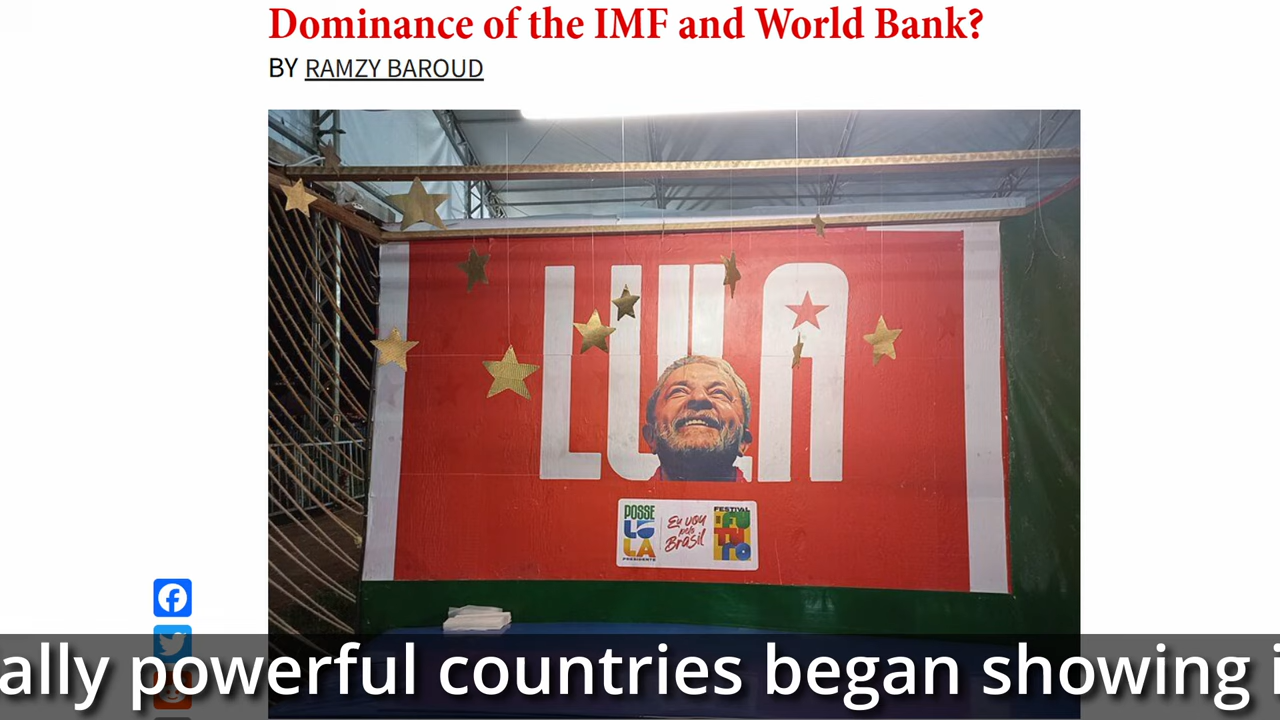 Dominance of the IMF and World Bank?
BY RAMZY BAROUD
LULA
POSSE
LULA
PRESIDENTE
Eu vou
pelo
Brasil
FESTIVAL
FUTURO
ally powerful countries began showing i